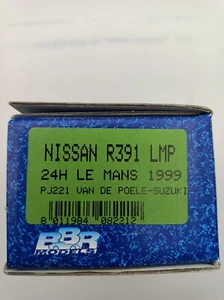 NISSAN R391 LMP
24H LE MANS 1999
PJ221 VAN DE POELE-SUZUKI
8 011984 082212
BBR
MODELS